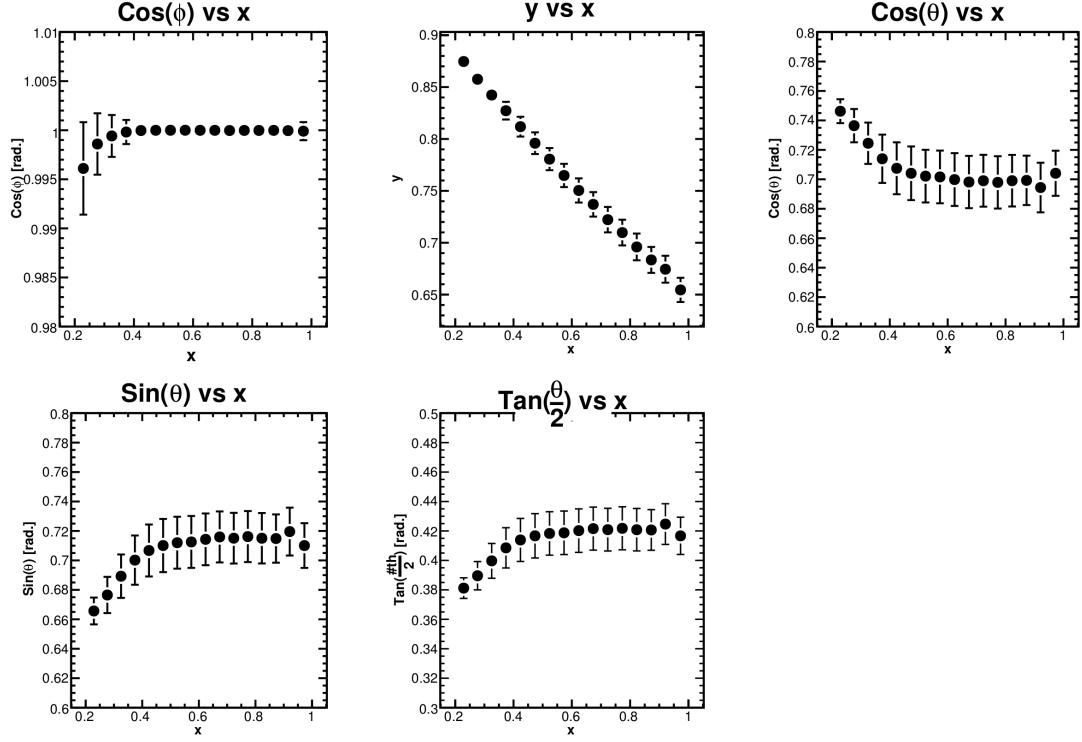 Cos(ϕ) vs x
1.01
1.005
1
0.995
0.99
0.985
0.98
Cos(ϕ) [rad.]
0.2 0.4 0.6 0.8 1
x
y vs x
0.9
0.85
0.8
0.75
0.7
0.65
y
0.2 0.4 0.6 0.8 1
x
Cos(θ) vs x
0.8
0.78
0.76
0.74
0.72
0.7
0.68
0.66
0.64
0.62
0.6
Cos(θ) [rad.]
0.2 0.4 0.6 0.8 1
x
Sin(θ) vs x
0.8
0.78
0.76
0.74
0.72
0.7
0.68
0.66
0.64
0.62
0.6
Sin(θ) [rad.]
0.2 0.4 0.6 0.8 1
x
Tan(θ/2) vs x
0.5
0.48
0.46
0.44
0.42
0.4
0.38
0.36
0.34
0.32
0.3
Tan(#th/2) [rad.]
0.2 0.4 0.6 0.8 1
x